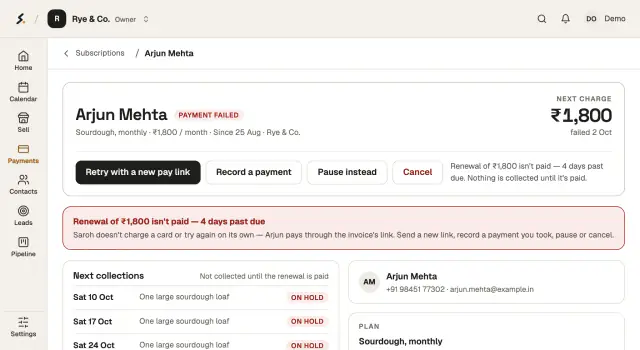 / R Rye & Co. Owner
DO Demo
Home
Calendar
Sell
Payments
Contacts
Leads
Pipeline
Settings
Subscriptions / Arjun Mehta
Arjun Mehta PAYMENT FAILED
Sourdough, monthly · ₹1,800 / month · Since 25 Aug · Rye & Co.
NEXT CHARGE
₹1,800
failed 2 Oct
Retry with a new pay link
Record a payment
Pause instead
Cancel
Renewal of ₹1,800 isn't paid — 4 days past
due. Nothing is collected until it's paid.
Renewal of ₹1,800 isn't paid — 4 days past due
Saroh doesn't charge a card or try again on its own — Arjun pays through the invoice's link. Send a new link, record a payment you took, pause or cancel.
Next collections Not collected until the renewal is paid
Sat 10 Oct One large sourdough loaf ON HOLD
Sat 17 Oct One large sourdough loaf ON HOLD
Sat 24 Oct One large sourdough loaf ON HOLD
AM
Arjun Mehta
+91 98451 77302 · arjun.mehta@example.in
PLAN
Sourdough, monthly